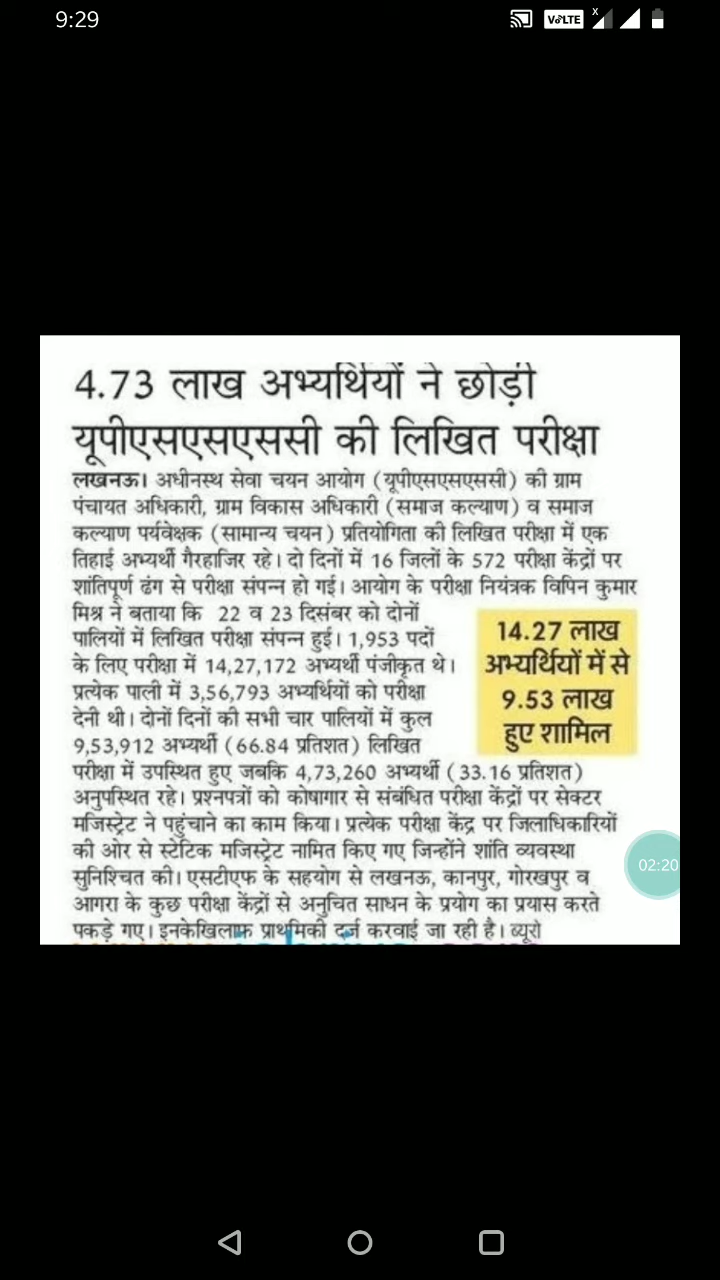 9:29
VoLTE
4.73 लाख अभ्यर्थियों ने छोड़ी
यूपीएसएसएससी की लिखित परीक्षा
लखनऊ। अधीनस्थ सेवा चयन आयोग (यूपीएसएसएससी) की ग्राम
पंचायत अधिकारी, ग्राम विकास अधिकारी (समाज कल्याण) व समाज
कल्याण पर्यवेक्षक (सामान्य चयन) प्रतियोगिता की लिखित परीक्षा में एक
तिहाई अभ्यर्थी गैरहाजिर रहे। दो दिनों में 16 जिलों के 572 परीक्षा केंद्रों पर
शांतिपूर्ण ढंग से परीक्षा संपन्न हो गई। आयोग के परीक्षा नियंत्रक विपिन कुमार
मिश्र ने बताया कि 22 व 23 दिसंबर को दोनों
पालियों में लिखित परीक्षा संपन्न हुई। 1,953 पदों
के लिए परीक्षा में 14,27,172 अभ्यर्थी पंजीकृत थे।
प्रत्येक पाली में 3,56,793 अभ्यर्थियों को परीक्षा
देनी थी। दोनों दिनों की सभी चार पालियों में कुल
9,53,912 अभ्यर्थी (66.84 प्रतिशत) लिखित
14.27 लाख
अभ्यर्थियों में से
9.53 लाख
हुए शामिल
परीक्षा में उपस्थित हुए जबकि 4,73,260 अभ्यर्थी (33.16 प्रतिशत)
अनुपस्थित रहे। प्रश्नपत्रों को कोषागार से संबंधित परीक्षा केंद्रों पर सेक्टर
मजिस्ट्रेट ने पहुंचाने का काम किया। प्रत्येक परीक्षा केंद्र पर जिलाधिकारियों
की ओर से स्टेटिक मजिस्ट्रेट नामित किए गए जिन्होंने शांति व्यवस्था
सुनिश्चित की। एसटीएफ के सहयोग से लखनऊ, कानपुर, गोरखपुर व
आगरा के कुछ परीक्षा केंद्रों से अनुचित साधन के प्रयोग का प्रयास करते
पकड़े गए। इनकेखिलाफ प्राथमिकी दर्ज करवाई जा रही है। ब्यूरो
02:20